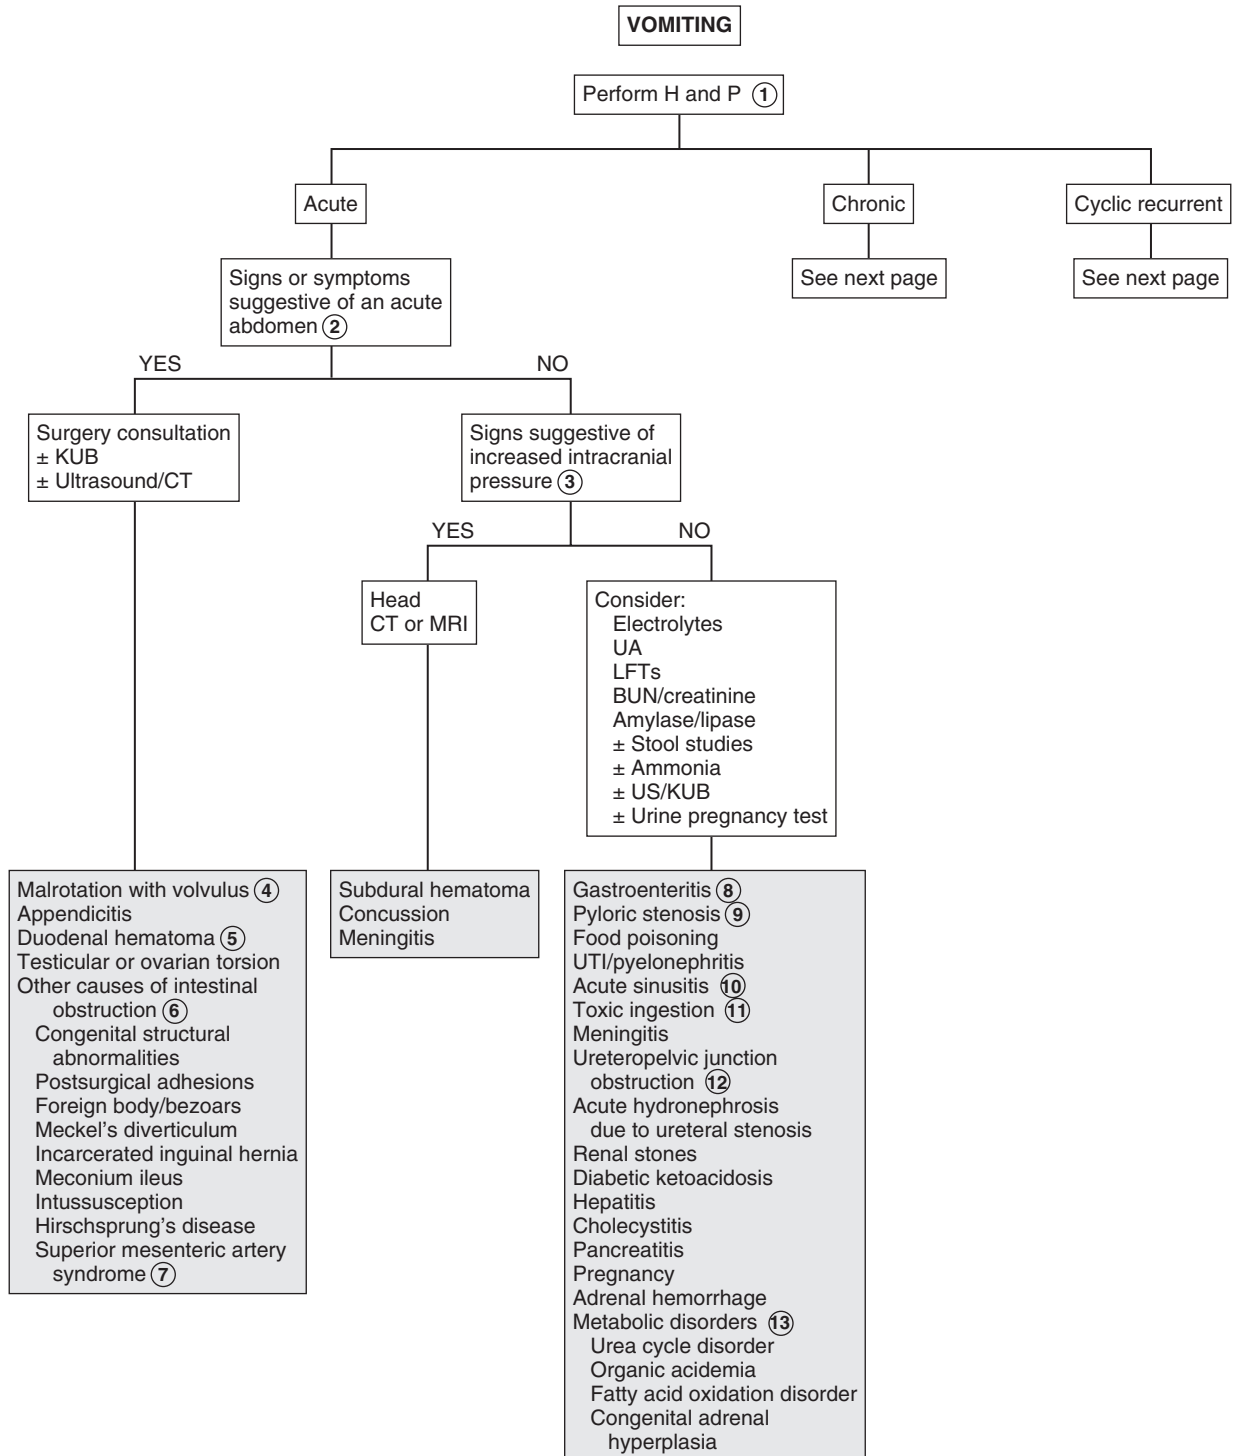 VOMITING
Perform H and P 1
Acute
Chronic
Cyclic recurrent
Signs or symptoms
suggestive of an acute
abdomen 2
See next page
See next page
YES
NO
Surgery consultation
± KUB
± Ultrasound/CT
Signs suggestive of
increased intracranial
pressure 3
YES
NO
Head
CT or MRI
Consider:
Electrolytes
UA
LFTs
BUN/creatinine
Amylase/lipase
± Stool studies
± Ammonia
± US/KUB
± Urine pregnancy test
Malrotation with volvulus 4
Appendicitis
Duodenal hematoma 5
Testicular or ovarian torsion
Other causes of intestinal
obstruction 6
Congenital structural
abnormalities
Postsurgical adhesions
Foreign body/bezoars
Meckel's diverticulum
Incarcerated inguinal hernia
Meconium ileus
Intussusception
Hirschsprung's disease
Superior mesenteric artery
syndrome 7
Subdural hematoma
Concussion
Meningitis
Gastroenteritis 8
Pyloric stenosis 9
Food poisoning
UTI/pyelonephritis
Acute sinusitis 10
Toxic ingestion 11
Meningitis
Ureteropelvic junction
obstruction 12
Acute hydronephrosis
due to ureteral stenosis
Renal stones
Diabetic ketoacidosis
Hepatitis
Cholecystitis
Pancreatitis
Pregnancy
Adrenal hemorrhage
Metabolic disorders 13
Urea cycle disorder
Organic acidemia
Fatty acid oxidation disorder
Congenital adrenal
hyperplasia